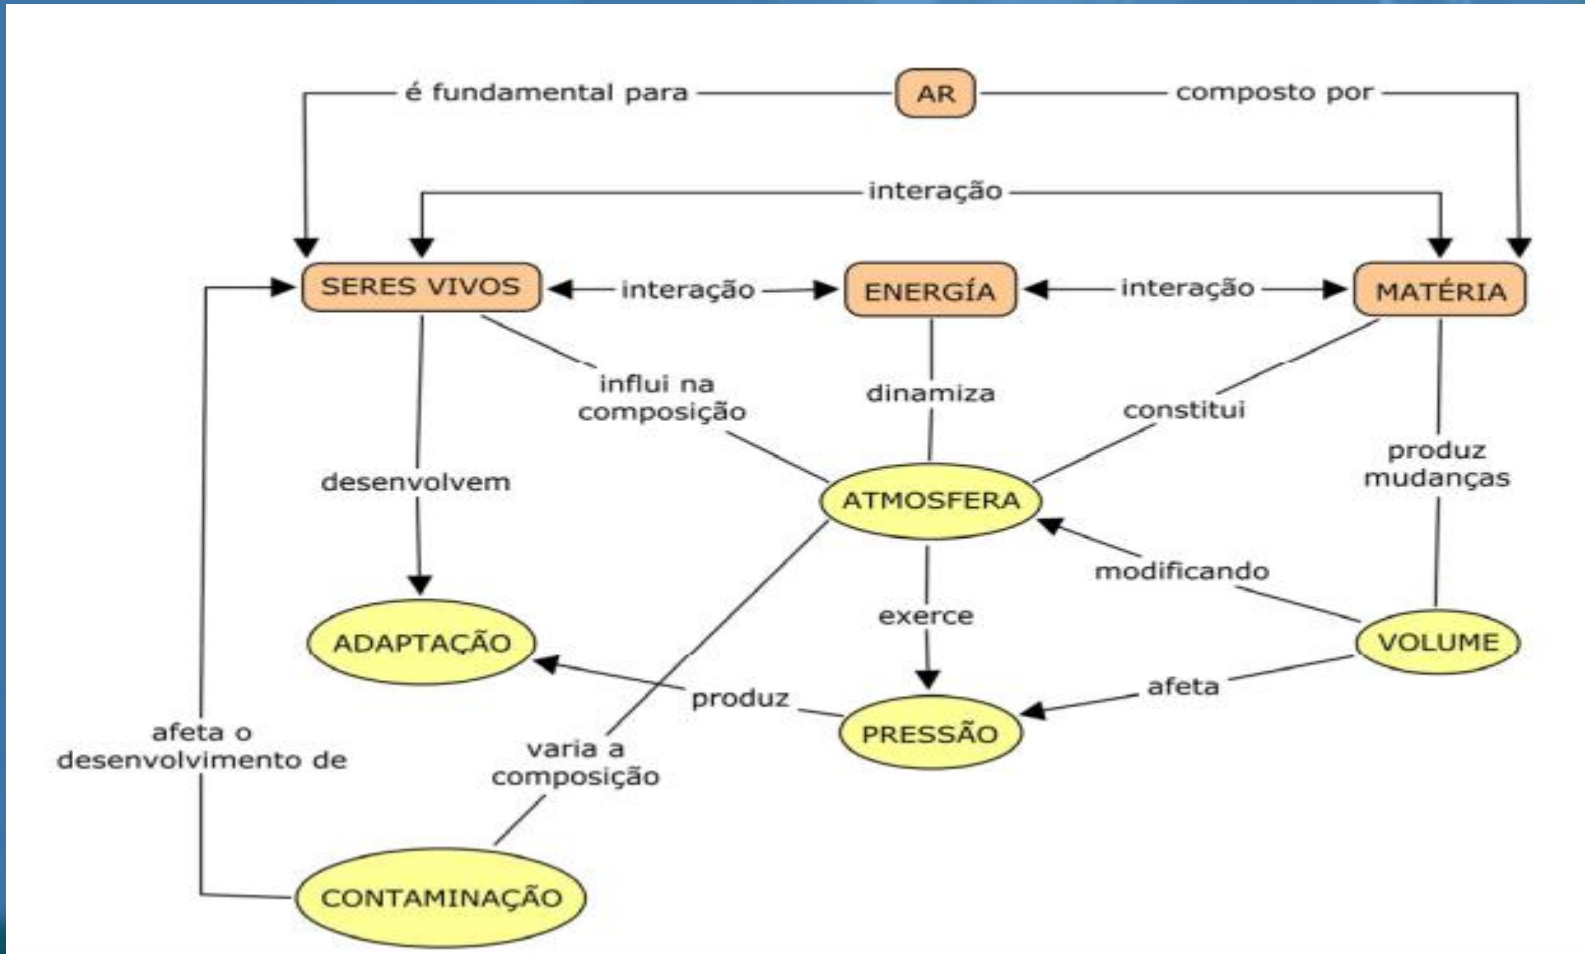 é fundamental para
AR
composto por
interação
SERES VIVOS
interação
ENERGÍA
interação
MATÉRIA
influi na
composição
dinamiza
constitui
produz
mudanças
desenvolvem
ATMOSFERA
modificando
exerce
ADAPTAÇÃO
VOLUME
produz
afeta
PRESSÃO
afeta o
desenvolvimento de
varia a
composição
CONTAMINAÇÃO